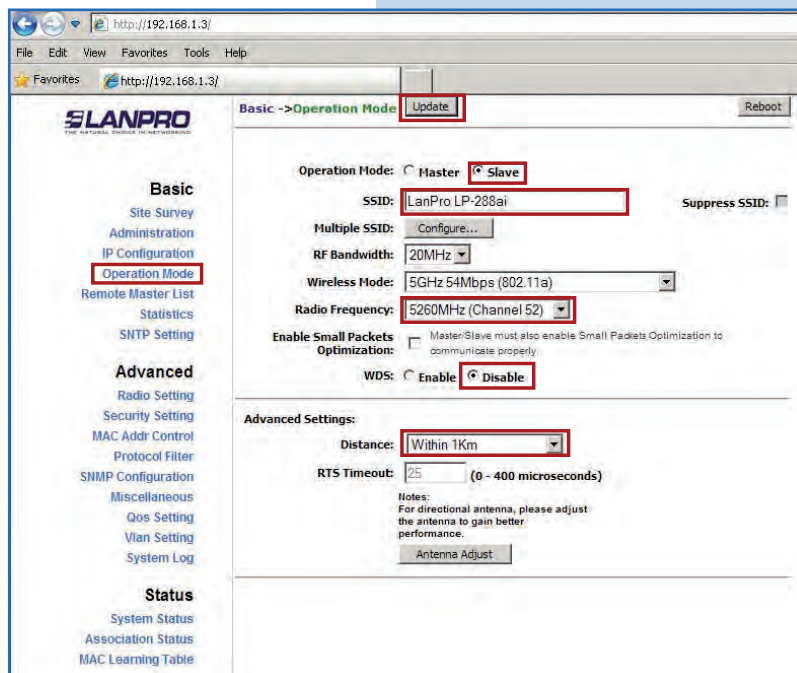 http://192.168.1.3/
File Edit View Favorites Tools Help
Favorites http://192.168.1.3/
LANPRO
THE NATURAL CHOICE IN NETWORKING
Basic ->Operation Mode Update Reboot
Basic
Site Survey
Administration
IP Configuration
Operation Mode
Remote Master List
Statistics
SNTP Setting
Advanced
Radio Setting
Security Setting
MAC Addr Control
Protocol Filter
SNMP Configuration
Miscellaneous
Qos Setting
Vlan Setting
System Log
Status
System Status
Association Status
MAC Learning Table
Operation Mode: Master Slave
SSID: LanPro LP-288ai Suppress SSID:
Multiple SSID: Configure...
RF Bandwidth: 20MHz
Wireless Mode: 5GHz 54Mbps (802.11a)
Radio Frequency: 5260MHz (Channel 52)
Enable Small Packets
Optimization:
Master/Slave must also enable Small Packets Optimization to
communicate properly
WDS: Enable Disable
Advanced Settings:
Distance: Within 1Km
RTS Timeout: 25 (0 - 400 microseconds)
Notes:
For directional antenna, please adjust
the antenna to gain better
performance.
Antenna Adjust